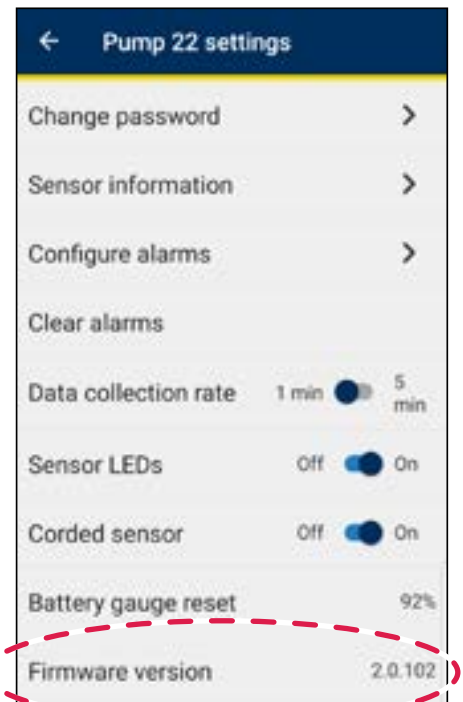 Pump 22 settings
Change password
Sensor information
Configure alarms
Clear alarms
Data collection rate 1 min 5 min
Sensor LEDs Off On
Corded sensor Off On
Battery gauge reset 92%
Firmware version 2.0.102